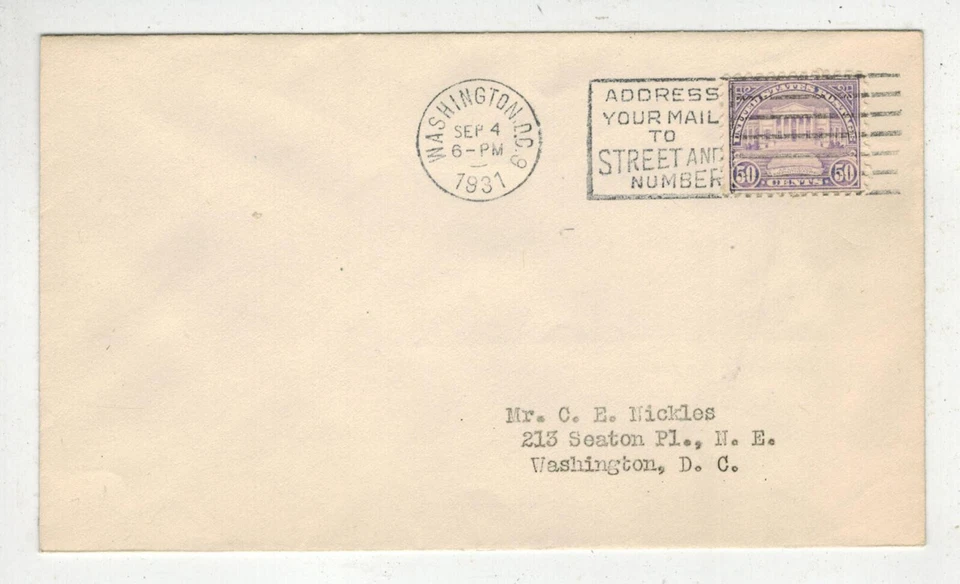 WASHINGTON, D.C. 9
SEP 4
6-PM
1931
ADDRESS
YOUR MAIL
TO
STREET AND
NUMBER
UNITED STATES POSTAGE
50 CENTS 50
Mr. C. E. Nickles
213 Seaton Pl., N. E.
Washington, D. C.